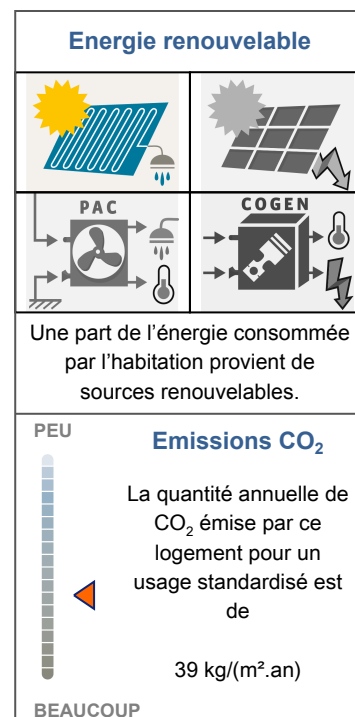 Energie renouvelable
PAC
COGEN
Une part de l’énergie consommée
par l’habitation provient de
sources renouvelables.
PEU
Emissions CO₂
La quantité annuelle de
CO₂ émise par ce
logement pour un
usage standardisé est
de
39 kg/(m².an)
BEAUCOUP